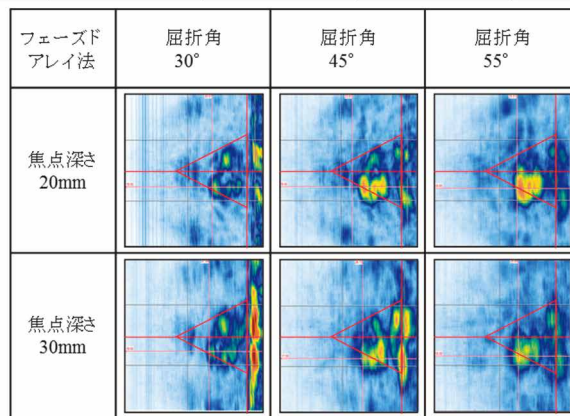 フェーズド
アレイ法
屈折角
30°
屈折角
45°
屈折角
55°
焦点深さ
20mm
焦点深さ
30mm